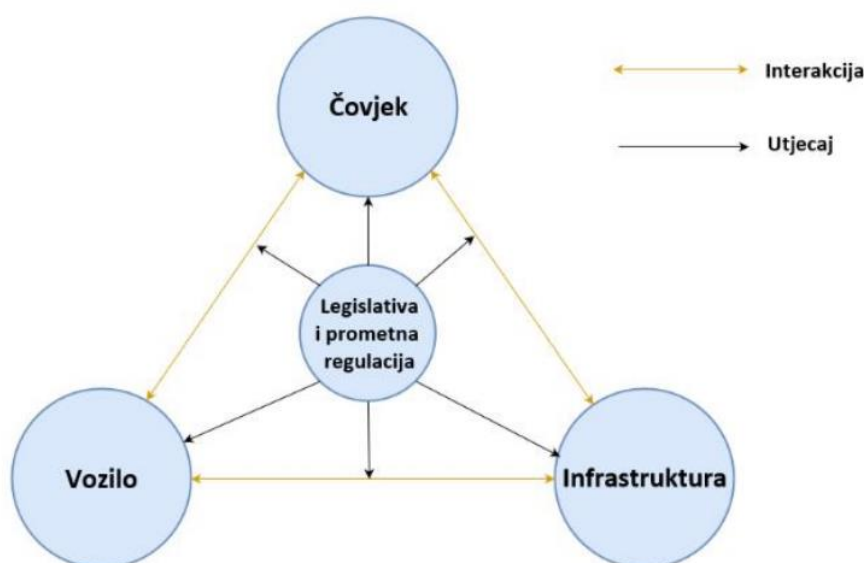 Čovjek
Interakcija
Utjecaj
Legislativa
i prometna
regulacija
Vozilo
Infrastruktura